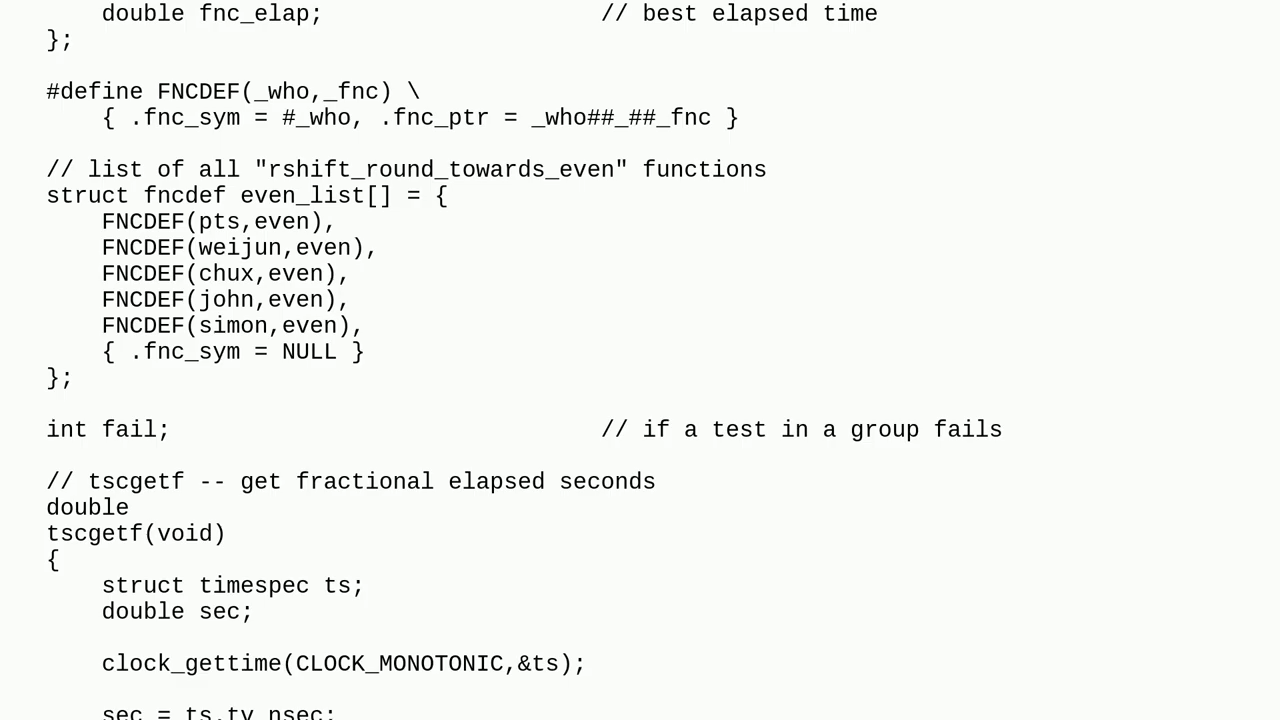 double fnc_elap;                    // best elapsed time
};

#define FNCDEF(_who,_fnc) \
    { .fnc_sym = #_who, .fnc_ptr = _who##_##_fnc }

// list of all "rshift_round_towards_even" functions
struct fncdef even_list[] = {
    FNCDEF(pts,even),
    FNCDEF(weijun,even),
    FNCDEF(chux,even),
    FNCDEF(john,even),
    FNCDEF(simon,even),
    { .fnc_sym = NULL }
};

int fail;                               // if a test in a group fails

// tscgetf -- get fractional elapsed seconds
double
tscgetf(void)
{
    struct timespec ts;
    double sec;

    clock_gettime(CLOCK_MONOTONIC,&ts);

    sec = ts.tv_nsec;